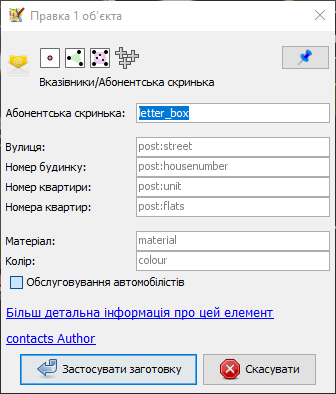 Правка 1 об'єкта
Вказівники/Абонентська скринька
Абонентська скринька: letter_box
Вулиця: post:street
Номер будинку: post:housenumber
Номер квартири: post:unit
Номера квартир: post:flats
Матеріал: material
Колір: colour
Обслуговування автомобілістів
Більш детальна інформація про цей елемент
contacts Author
Застосувати заготовку Скасувати